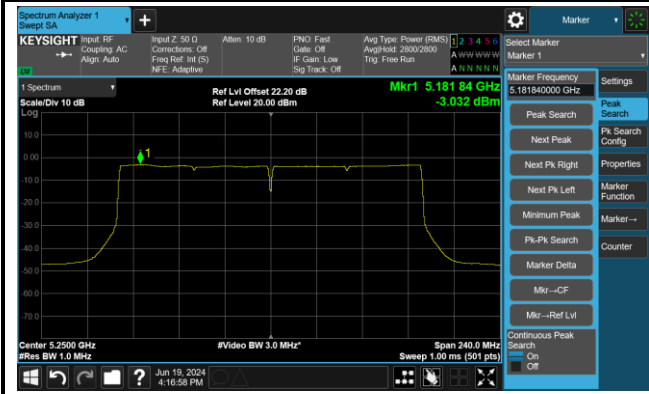 Spectrum Analyzer 1
Swept SA
+
Marker
KEYSIGHT
Input: RF
Coupling: AC
Align: Auto
Input Z: 50 Ω
Corrections: Off
Freq Ref: Int (S)
NFE: Adaptive
Atten: 10 dB
PNO: Fast
Gate: Off
IF Gain: Low
Sig Track: Off
Avg Type: Power (RMS)
Avg|Hold: 2800/2800
Trig: Free Run
1 2 3 4 5 6
A W W W W W
A N N N N N
Select Marker
Marker 1
LXI
1 Spectrum
Scale/Div 10 dB
Log
Ref Lvl Offset 22.20 dB
Ref Level 20.00 dBm
Mkr1 5.181 84 GHz
-3.032 dBm
10.0
0.00
-10.0
-20.0
-30.0
-40.0
-50.0
-60.0
-70.0
1
Center 5.2500 GHz
#Res BW 1.0 MHz
#Video BW 3.0 MHz*
Span 240.0 MHz
Sweep 1.00 ms (501 pts)
Marker Frequency
5.181840000 GHz
Peak Search
Next Peak
Next Pk Right
Next Pk Left
Minimum Peak
Pk-Pk Search
Marker Delta
Mkr→CF
Mkr→Ref Lvl
Continuous Peak
Search
On
Off
Settings
Peak
Search
Pk Search
Config
Properties
Marker
Function
Marker→
Counter
?
Jun 19, 2024
4:16:58 PM